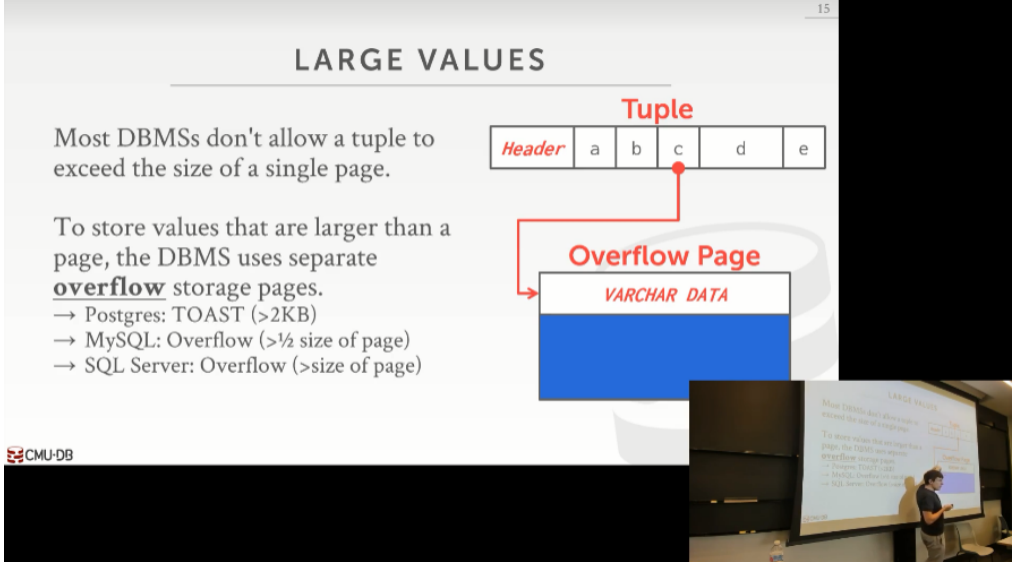 15
LARGE VALUES
Most DBMSs don't allow a tuple to
exceed the size of a single page.
To store values that are larger than a
page, the DBMS uses separate
overflow storage pages.
→ Postgres: TOAST (>2KB)
→ MySQL: Overflow (>½ size of page)
→ SQL Server: Overflow (>size of page)
Tuple
Header a b c d e
Overflow Page
VARCHAR DATA
CMU·DB
LARGE VALUES